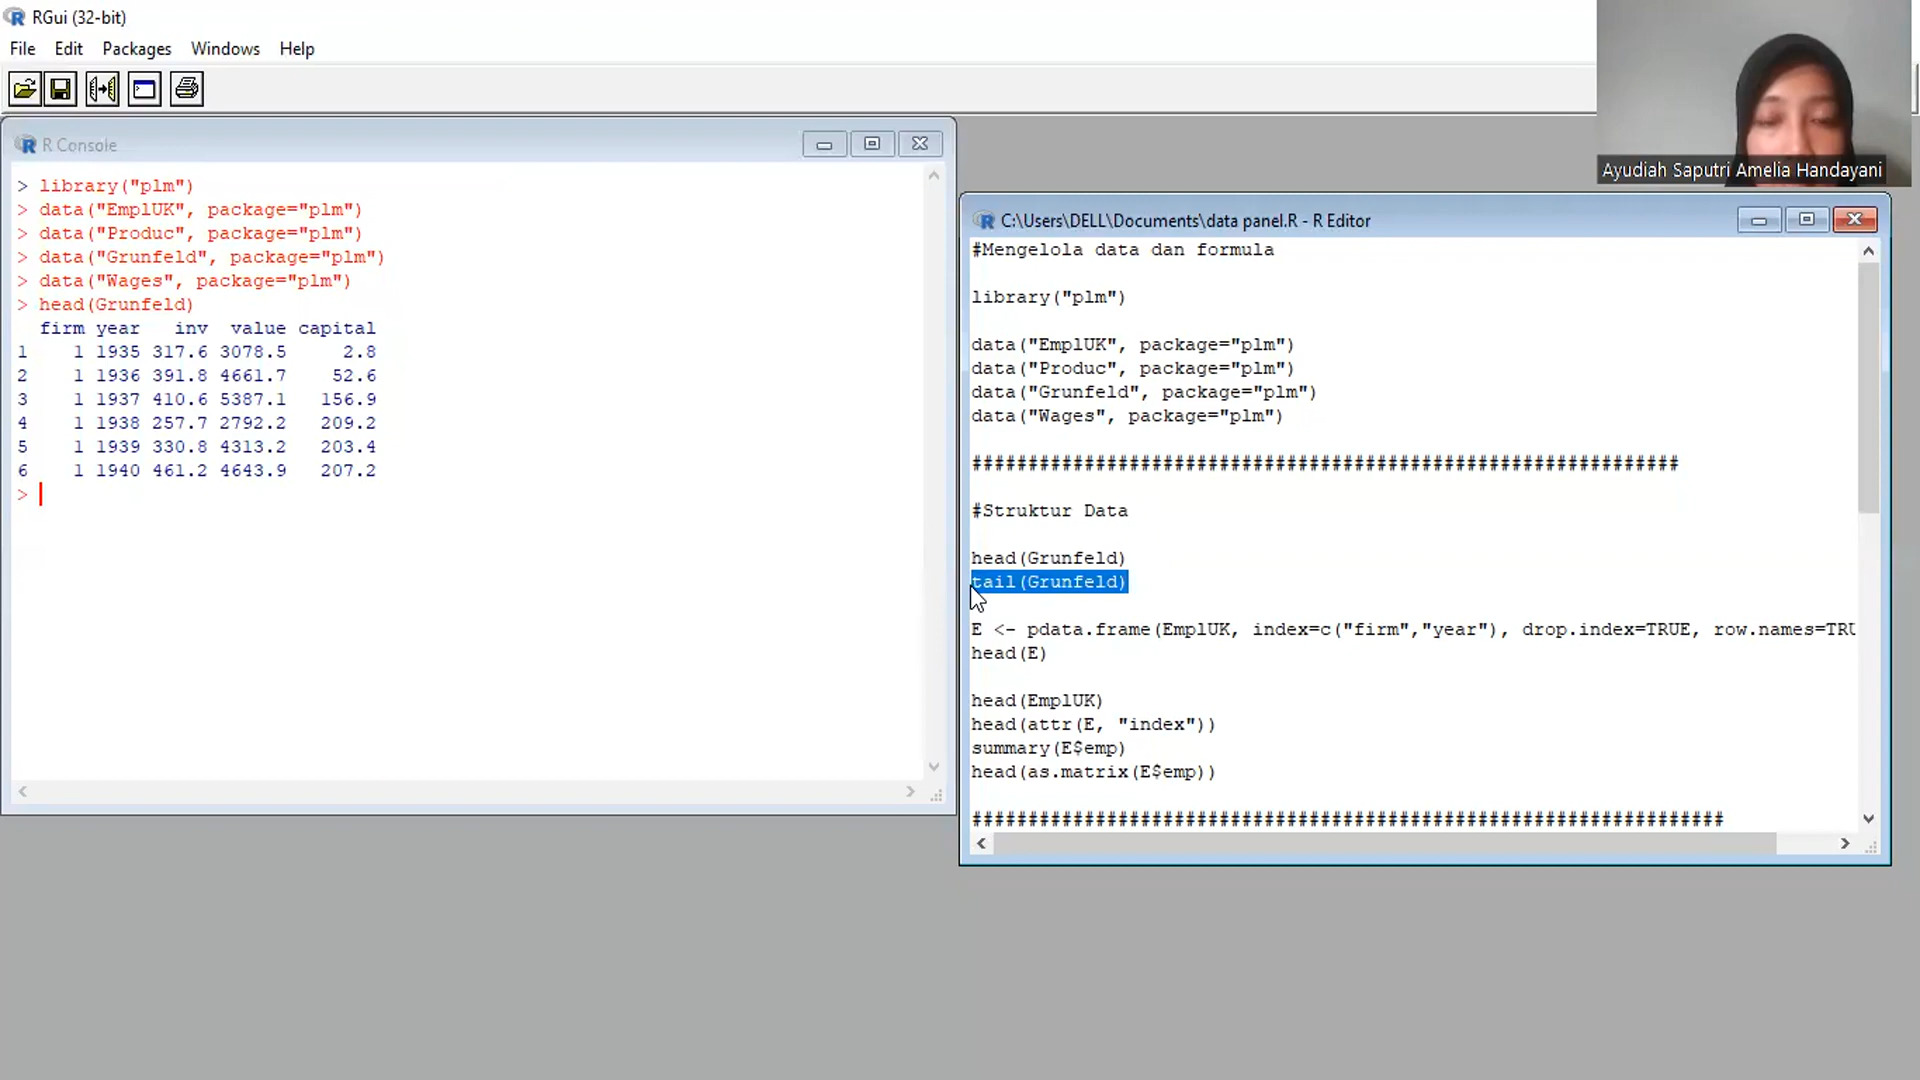 RGui (32-bit)
File Edit Packages Windows Help
R Console
> library("plm")
> data("EmplUK", package="plm")
> data("Produc", package="plm")
> data("Grunfeld", package="plm")
> data("Wages", package="plm")
> head(Grunfeld)
firm year inv value capital
1 1 1935 317.6 3078.5 2.8
2 1 1936 391.8 4661.7 52.6
3 1 1937 410.6 5387.1 156.9
4 1 1938 257.7 2792.2 209.2
5 1 1939 330.8 4313.2 203.4
6 1 1940 461.2 4643.9 207.2
>
Ayudiah Saputri Amelia Handayani
C:\Users\DELL\Documents\data panel.R - R Editor
#Mengelola data dan formula
library("plm")
data("EmplUK", package="plm")
data("Produc", package="plm")
data("Grunfeld", package="plm")
data("Wages", package="plm")
################################################################
#Struktur Data
head(Grunfeld)
tail(Grunfeld)
E <- pdata.frame(EmplUK, index=c("firm","year"), drop.index=TRUE, row.names=TRU
head(E)
head(EmplUK)
head(attr(E, "index"))
summary(E$emp)
head(as.matrix(E$emp))
####################################################################